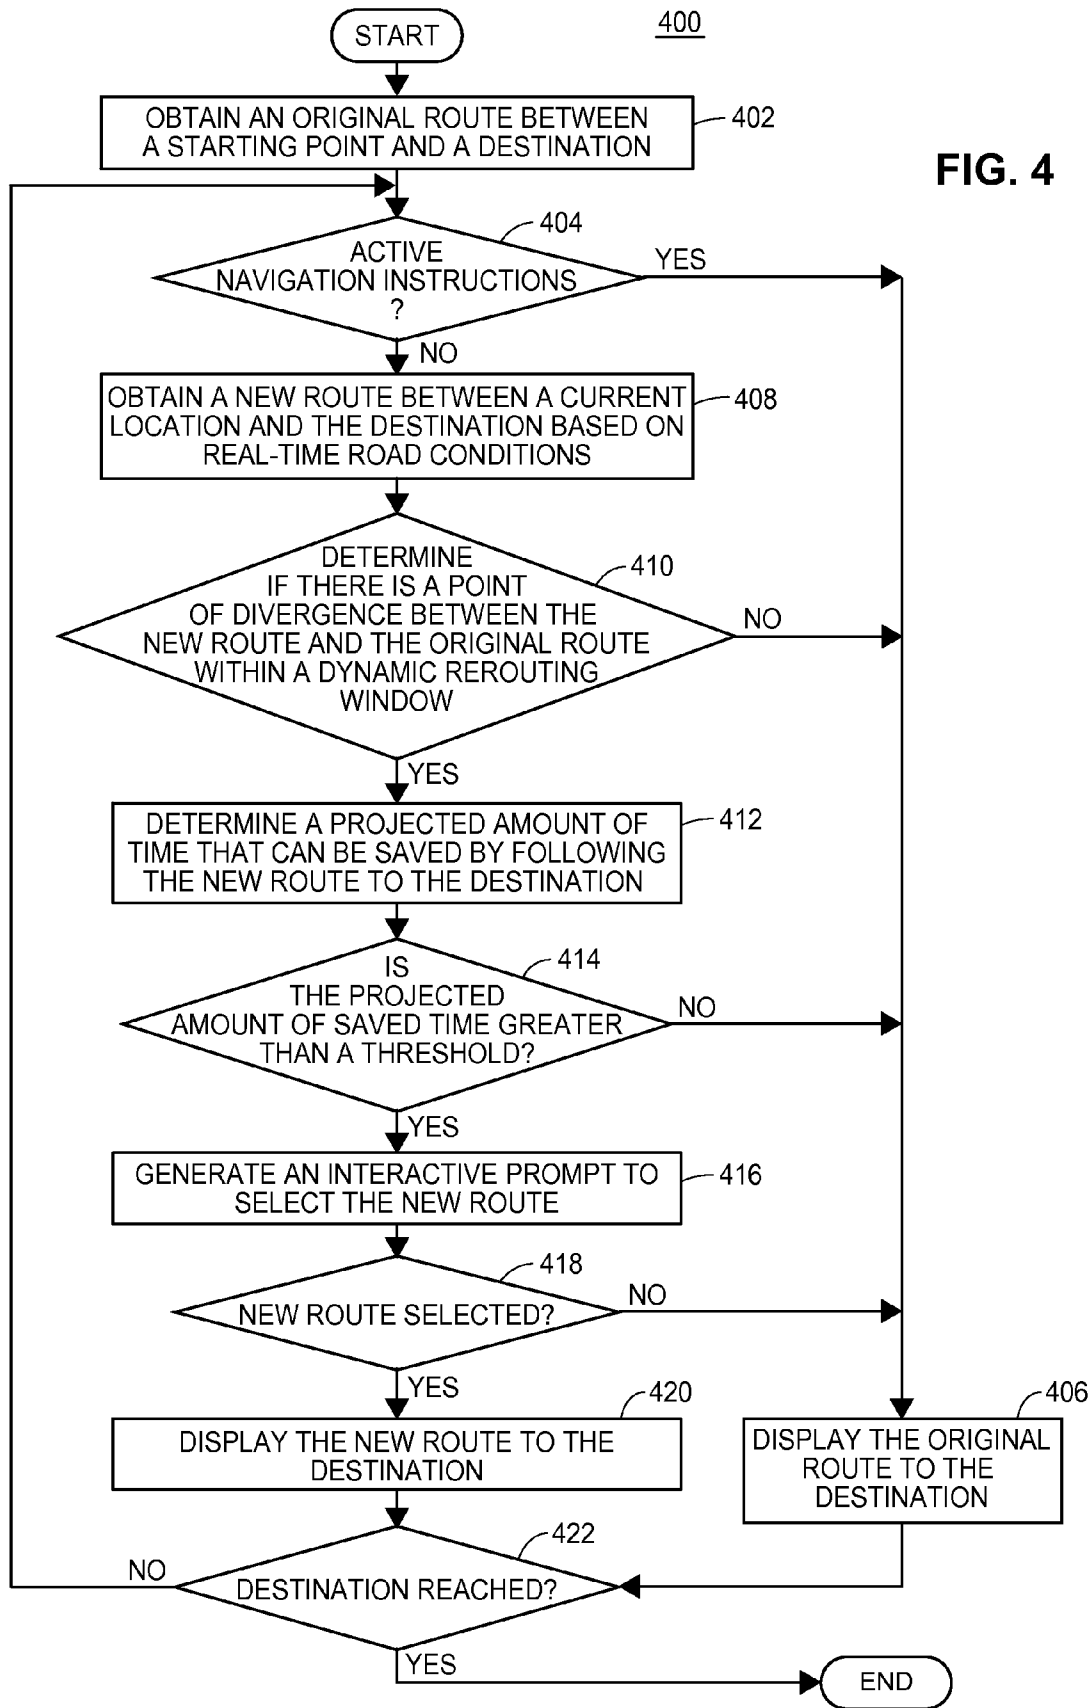 START
400
OBTAIN AN ORIGINAL ROUTE BETWEEN
A STARTING POINT AND A DESTINATION
402
FIG. 4
404
ACTIVE
NAVIGATION INSTRUCTIONS
?
YES
NO
OBTAIN A NEW ROUTE BETWEEN A CURRENT
LOCATION AND THE DESTINATION BASED ON
REAL-TIME ROAD CONDITIONS
408
DETERMINE
IF THERE IS A POINT
OF DIVERGENCE BETWEEN THE
NEW ROUTE AND THE ORIGINAL ROUTE
WITHIN A DYNAMIC REROUTING
WINDOW
410
NO
YES
DETERMINE A PROJECTED AMOUNT OF
TIME THAT CAN BE SAVED BY FOLLOWING
THE NEW ROUTE TO THE DESTINATION
412
IS
THE PROJECTED
AMOUNT OF SAVED TIME GREATER
THAN A THRESHOLD?
414
NO
YES
GENERATE AN INTERACTIVE PROMPT TO
SELECT THE NEW ROUTE
416
418
NEW ROUTE SELECTED?
NO
YES
420
DISPLAY THE NEW ROUTE TO THE
DESTINATION
406
DISPLAY THE ORIGINAL
ROUTE TO THE
DESTINATION
422
DESTINATION REACHED?
NO
YES
END